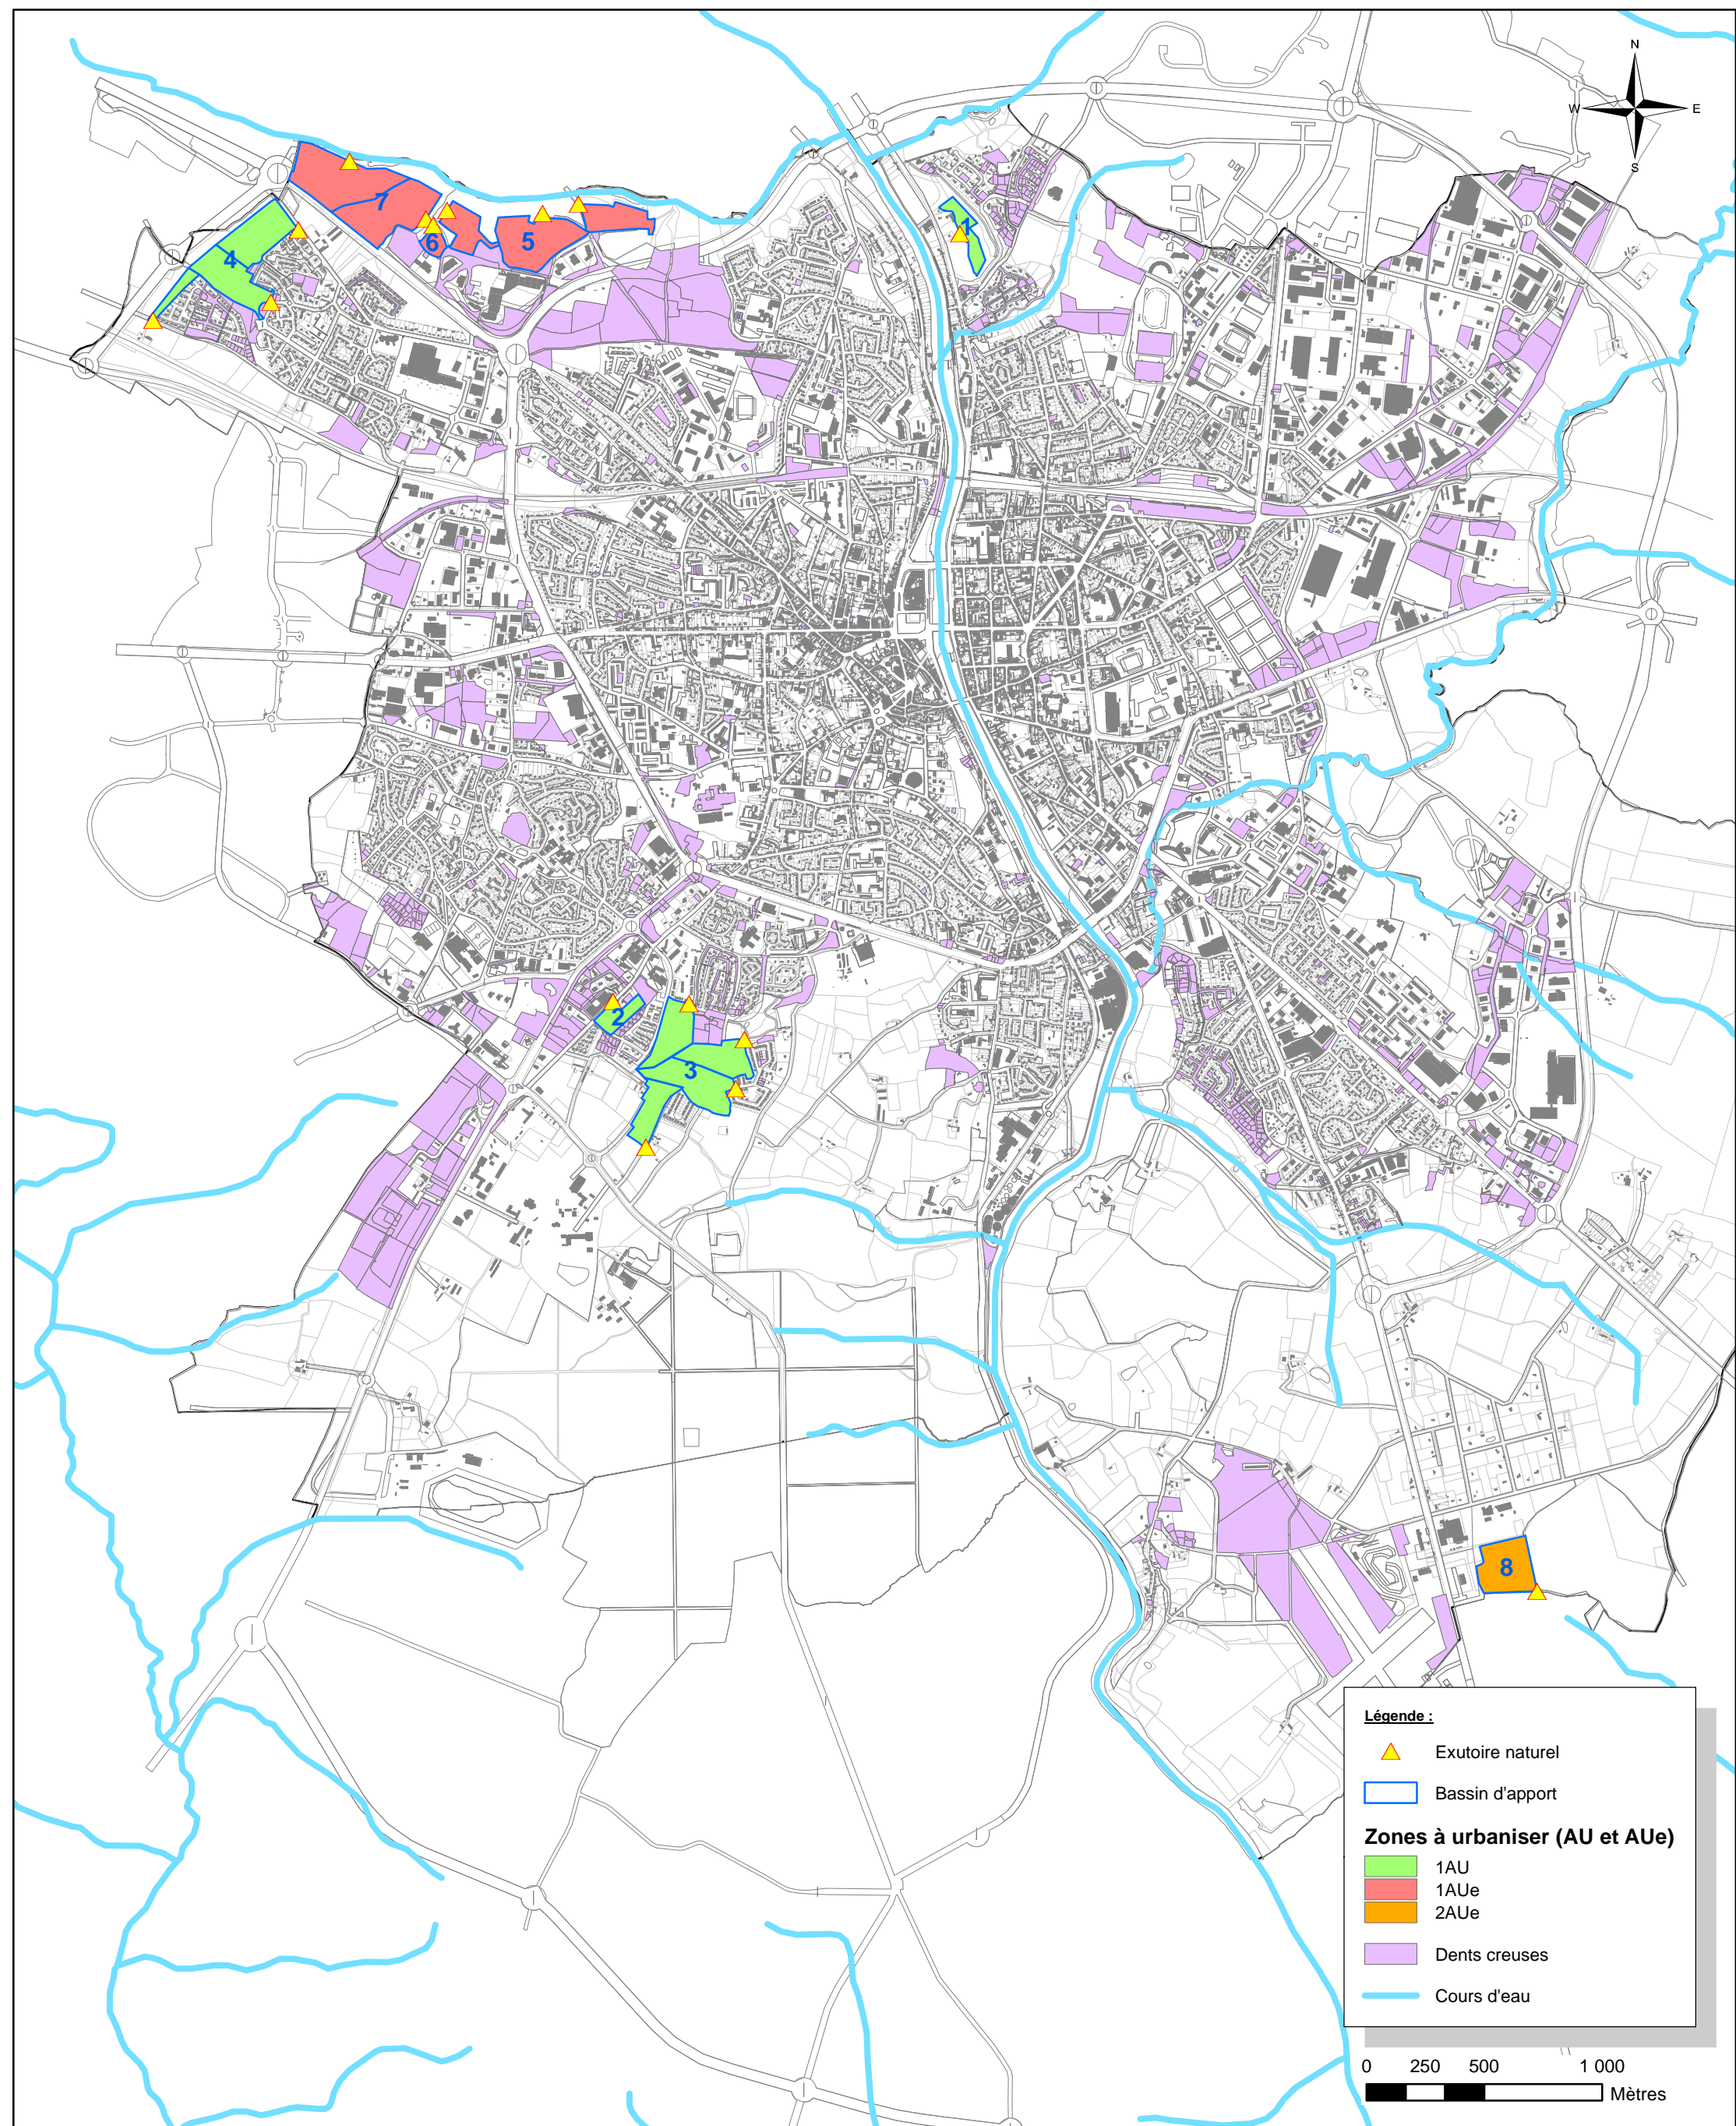 N
W E
S
1
7
6
5
4
2
3
8
Légende :
Exutoire naturel
Bassin d'apport
Zones à urbaniser (AU et AUe)
1AU
1AUe
2AUe
Dents creuses
Cours d'eau
0 250 500 1 000
Mètres